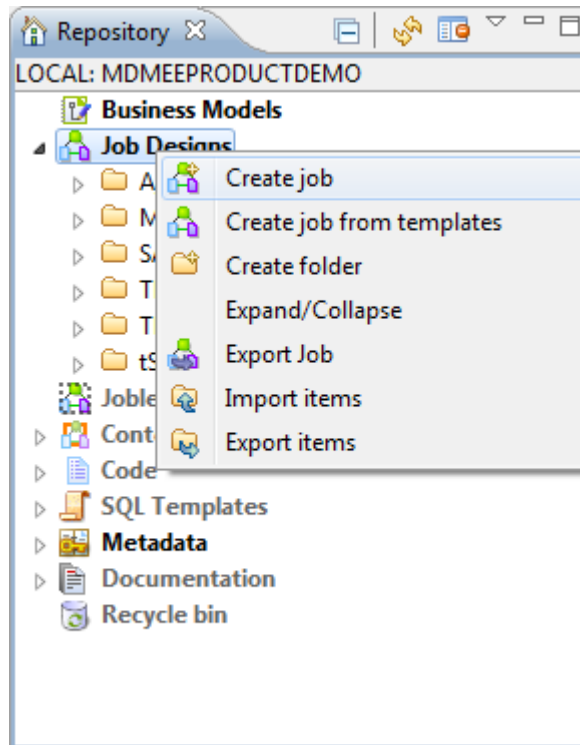 Repository
LOCAL: MDMEEPRODUCTDEMO
Business Models
Job Designs
Create job
Create job from templates
Create folder
Expand/Collapse
Export Job
Import items
Export items
Code
SQL Templates
Metadata
Documentation
Recycle bin